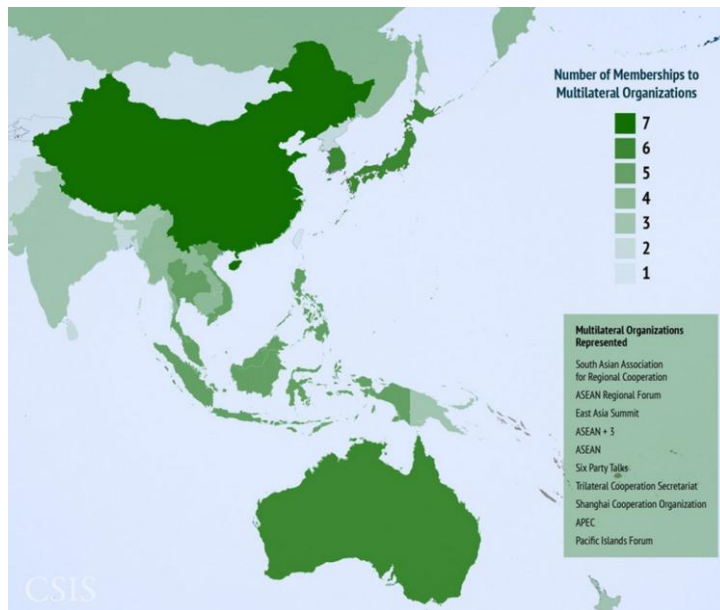 Number of Memberships to
Multilateral Organizations
7
6
5
4
3
2
1
Multilateral Organizations
Represented
South Asian Association
for Regional Cooperation
ASEAN Regional Forum
East Asia Summit
ASEAN + 3
ASEAN
Six Party Talks
Trilateral Cooperation Secretariat
Shanghai Cooperation Organization
APEC
Pacific Islands Forum
CSIS